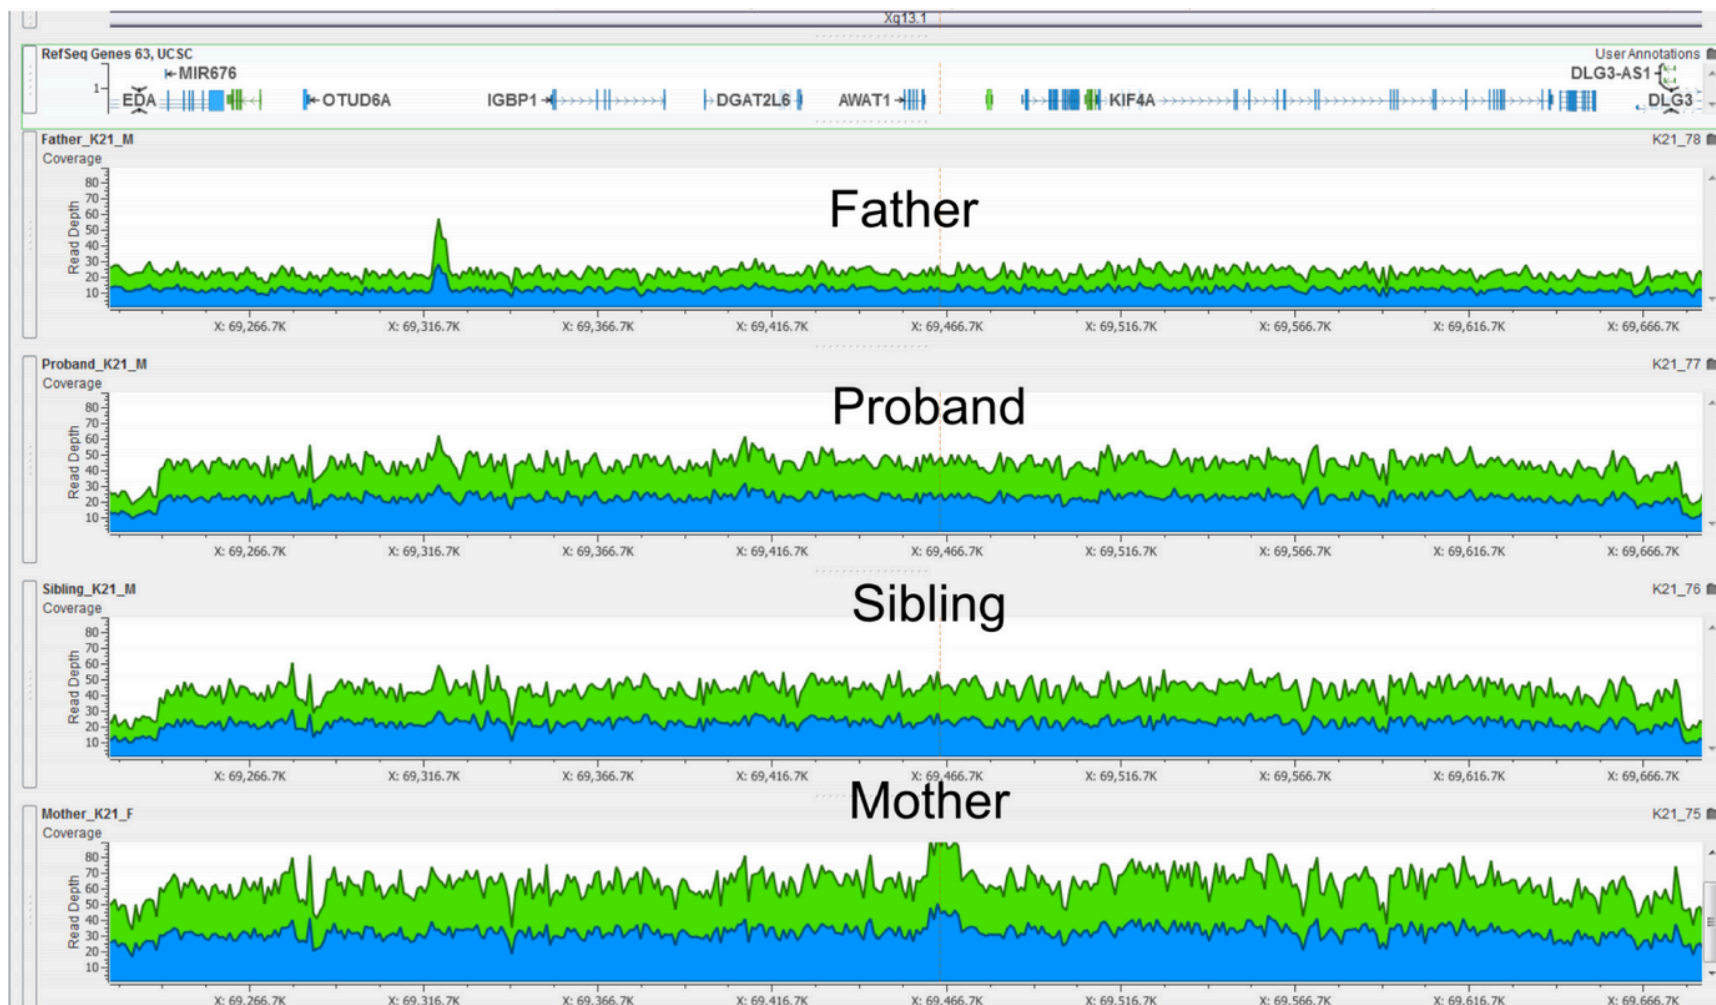 Xq13.1
RefSeq Genes 63, UCSC User Annotations
MIR676 DLG3-AS1
1
EDA OTUD6A IGBP1 DGAT2L6 AWAT1 KIF4A DLG3
Father_K21_M K21_78
Coverage
Father
Read Depth
80
70
60
50
40
30
20
10
X: 69,266.7K X: 69,316.7K X: 69,366.7K X: 69,416.7K X: 69,466.7K X: 69,516.7K X: 69,566.7K X: 69,616.7K X: 69,666.7K
Proband_K21_M K21_77
Coverage
Proband
Read Depth
80
70
60
50
40
30
20
10
X: 69,266.7K X: 69,316.7K X: 69,366.7K X: 69,416.7K X: 69,466.7K X: 69,516.7K X: 69,566.7K X: 69,616.7K X: 69,666.7K
Sibling_K21_M K21_76
Coverage
Sibling
Read Depth
80
70
60
50
40
30
20
10
X: 69,266.7K X: 69,316.7K X: 69,366.7K X: 69,416.7K X: 69,466.7K X: 69,516.7K X: 69,566.7K X: 69,616.7K X: 69,666.7K
Mother_K21_F K21_75
Coverage
Mother
Read Depth
80
70
60
50
40
30
20
10
X: 69,266.7K X: 69,316.7K X: 69,366.7K X: 69,416.7K X: 69,466.7K X: 69,516.7K X: 69,566.7K X: 69,616.7K X: 69,666.7K